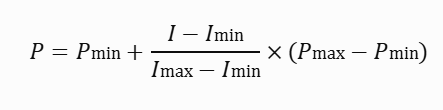 P = Pmin + (I − Imin)/(Imax − Imin) × (Pmax − Pmin)